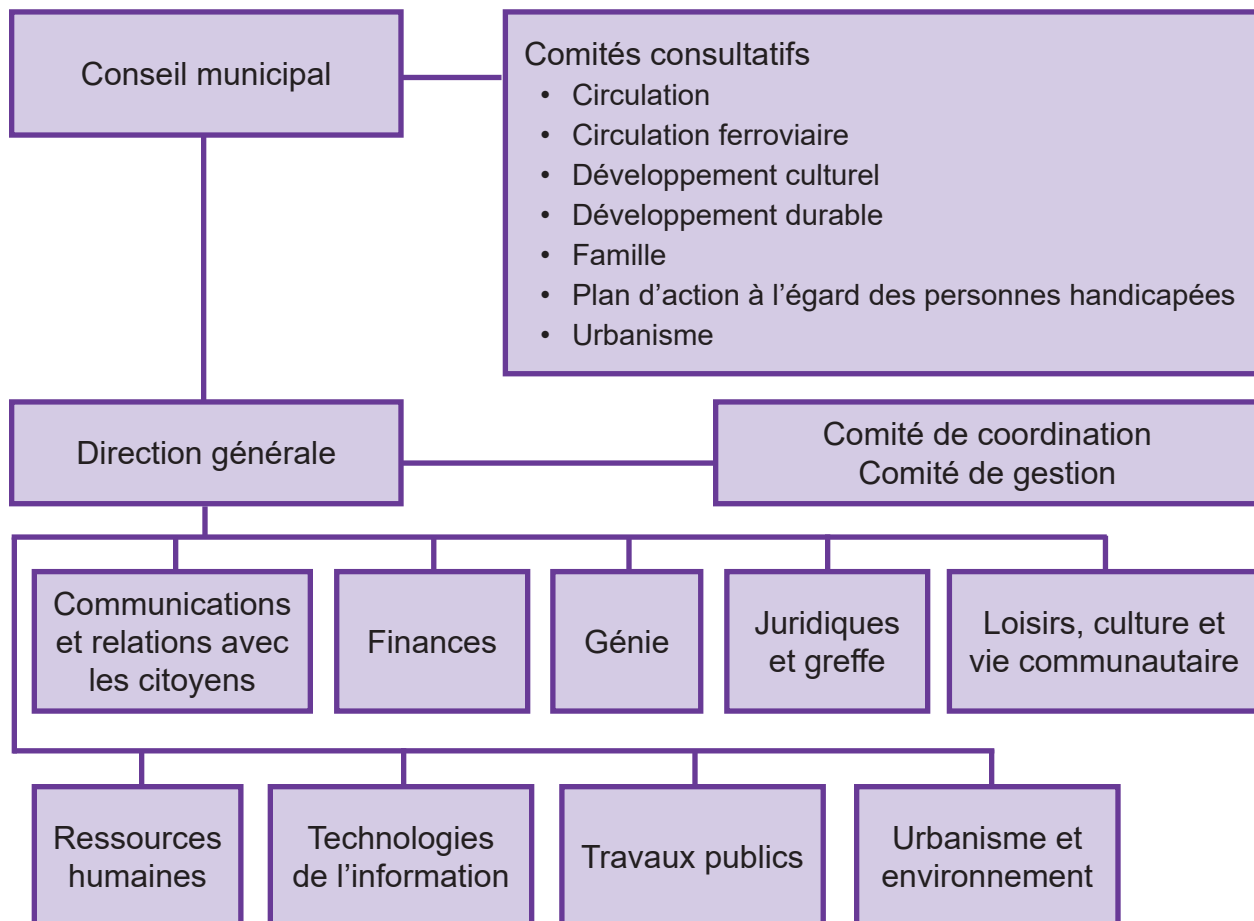 Conseil municipal
Comités consultatifs
• Circulation
• Circulation ferroviaire
• Développement culturel
• Développement durable
• Famille
• Plan d’action à l’égard des personnes handicapées
• Urbanisme
Direction générale
Comité de coordination
Comité de gestion
Communications
et relations avec
les citoyens
Finances
Génie
Juridiques
et greffe
Loisirs, culture et
vie communautaire
Ressources
humaines
Technologies
de l’information
Travaux publics
Urbanisme et
environnement